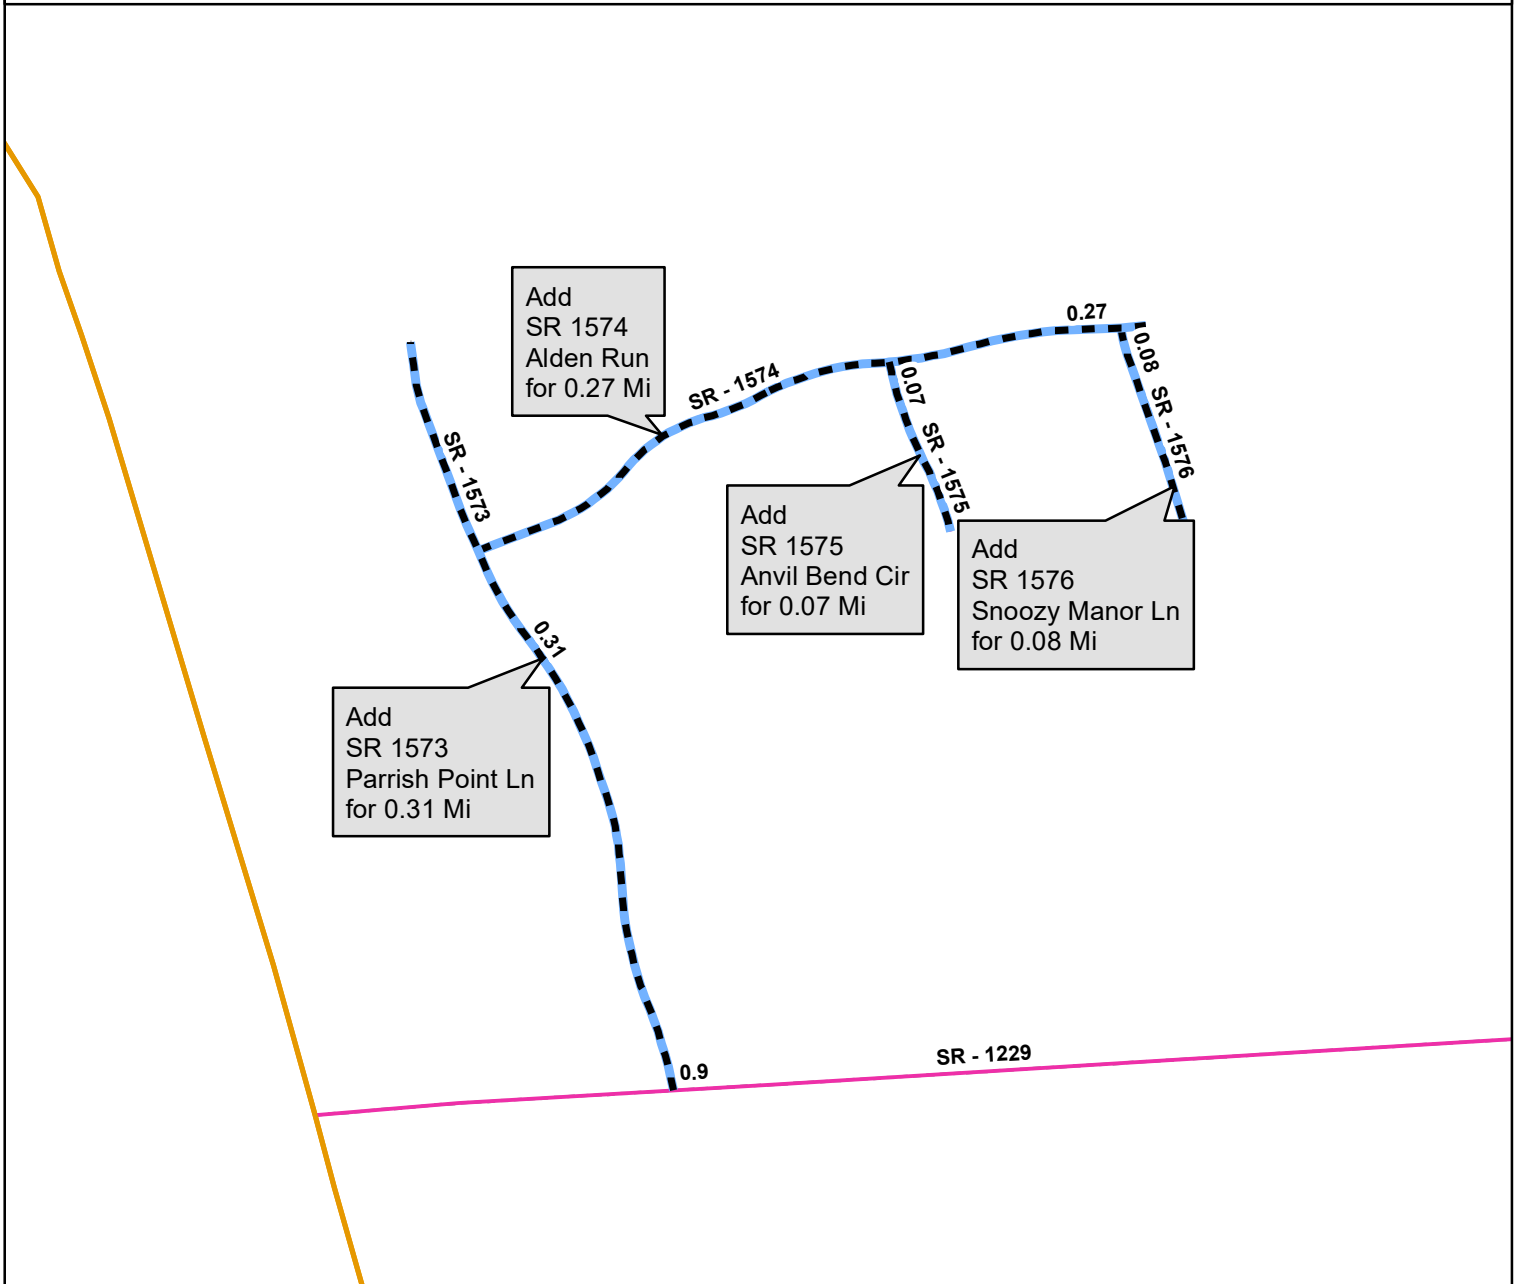 Add
SR 1574
Alden Run
for 0.27 Mi
0.27
SR - 1574
0.08
SR - 1576
0.07
SR - 1575
SR - 1573
Add
SR 1575
Anvil Bend Cir
for 0.07 Mi
Add
SR 1576
Snoozy Manor Ln
for 0.08 Mi
0.31
Add
SR 1573
Parrish Point Ln
for 0.31 Mi
SR - 1229
0.9